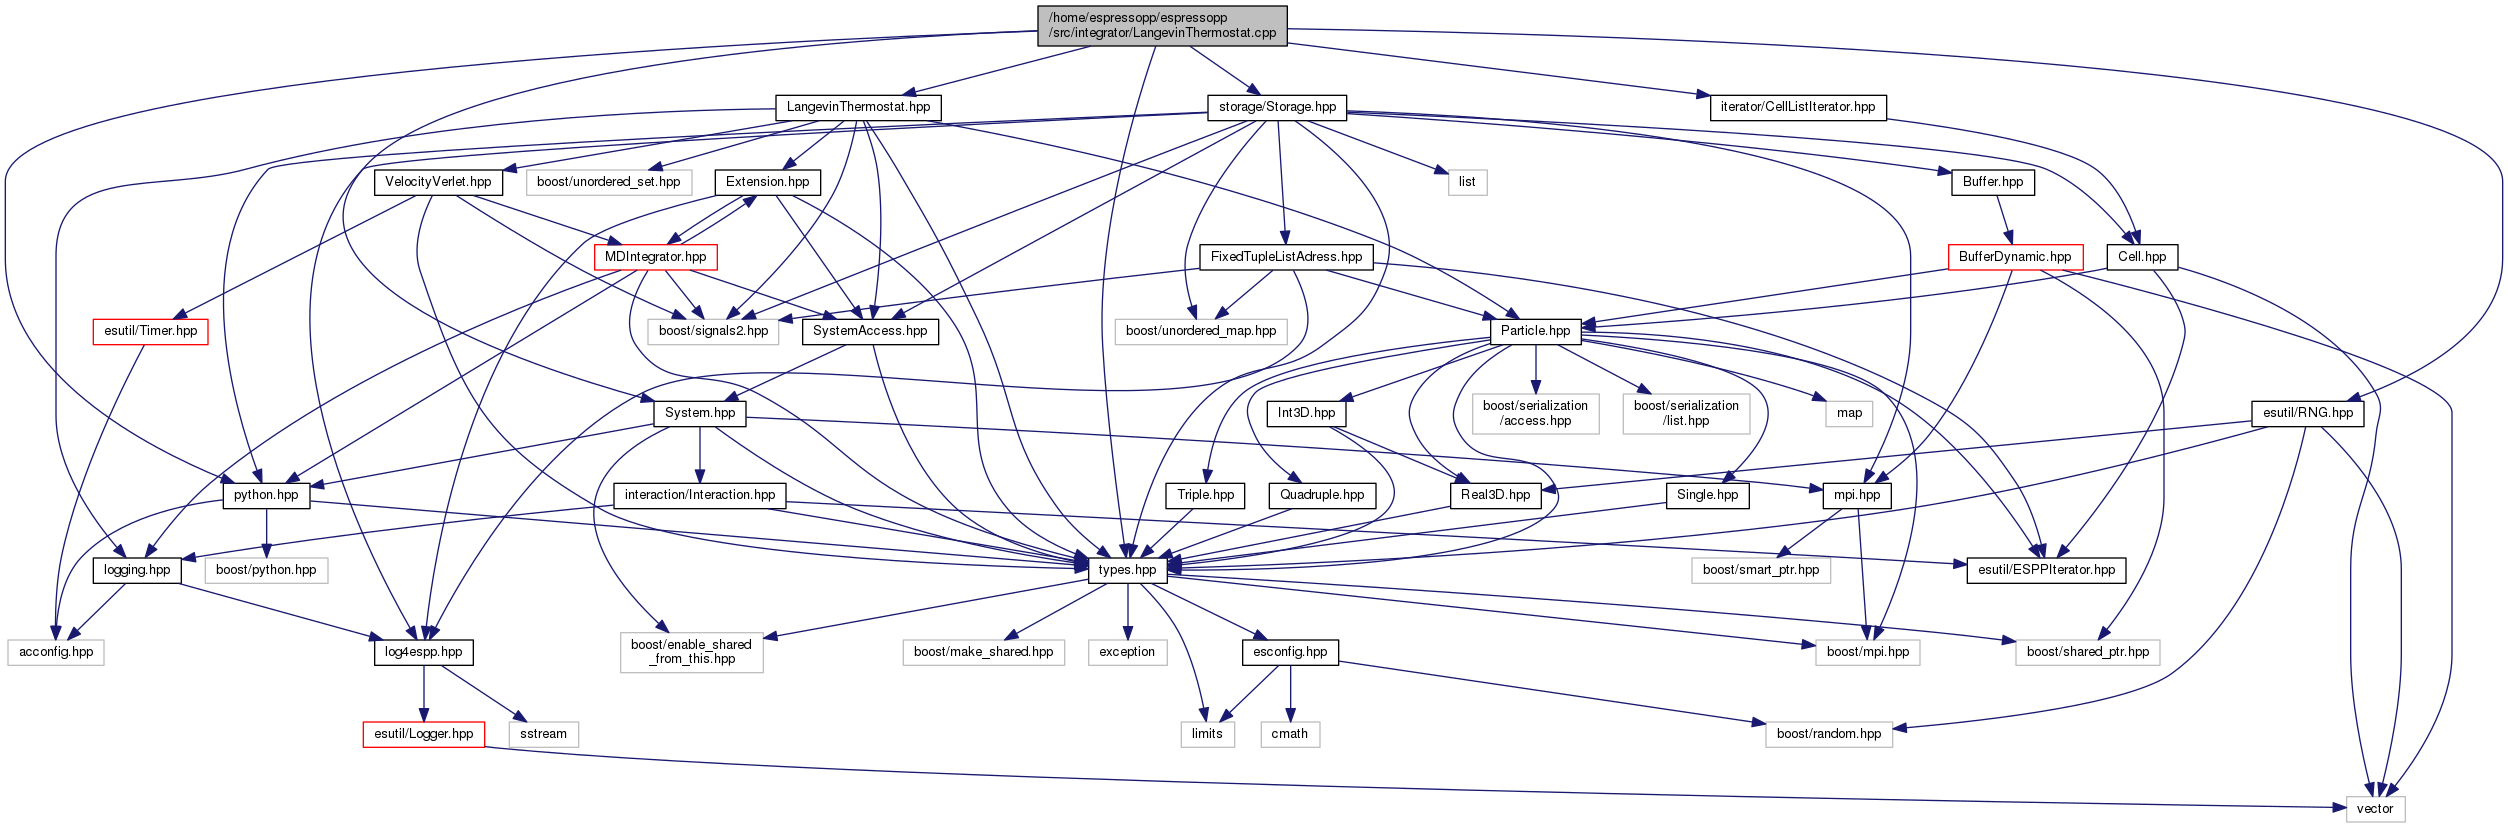 /home/espressopp/espressopp
/src/integrator/LangevinThermostat.cpp
LangevinThermostat.hpp
storage/Storage.hpp
iterator/CellListIterator.hpp
VelocityVerlet.hpp
boost/unordered_set.hpp
Extension.hpp
list
Buffer.hpp
MDIntegrator.hpp
FixedTupleListAdress.hpp
BufferDynamic.hpp
Cell.hpp
esutil/Timer.hpp
boost/signals2.hpp
SystemAccess.hpp
boost/unordered_map.hpp
Particle.hpp
System.hpp
Int3D.hpp
boost/serialization
/access.hpp
boost/serialization
/list.hpp
map
esutil/RNG.hpp
python.hpp
interaction/Interaction.hpp
Triple.hpp
Quadruple.hpp
Real3D.hpp
Single.hpp
mpi.hpp
logging.hpp
boost/python.hpp
types.hpp
boost/smart_ptr.hpp
esutil/ESPPIterator.hpp
acconfig.hpp
log4espp.hpp
boost/enable_shared
_from_this.hpp
boost/make_shared.hpp
exception
esconfig.hpp
boost/mpi.hpp
boost/shared_ptr.hpp
esutil/Logger.hpp
sstream
limits
cmath
boost/random.hpp
vector